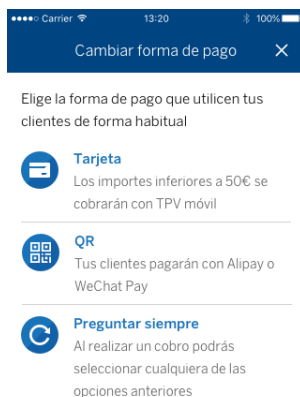 Carrier 13:20 100%
Cambiar forma de pago
Elige la forma de pago que utilicen tus
clientes de forma habitual
Tarjeta
Los importes inferiores a 50€ se
cobrarán con TPV móvil
QR
Tus clientes pagarán con Alipay o
WeChat Pay
Preguntar siempre
Al realizar un cobro podrás
seleccionar cualquiera de las
opciones anteriores